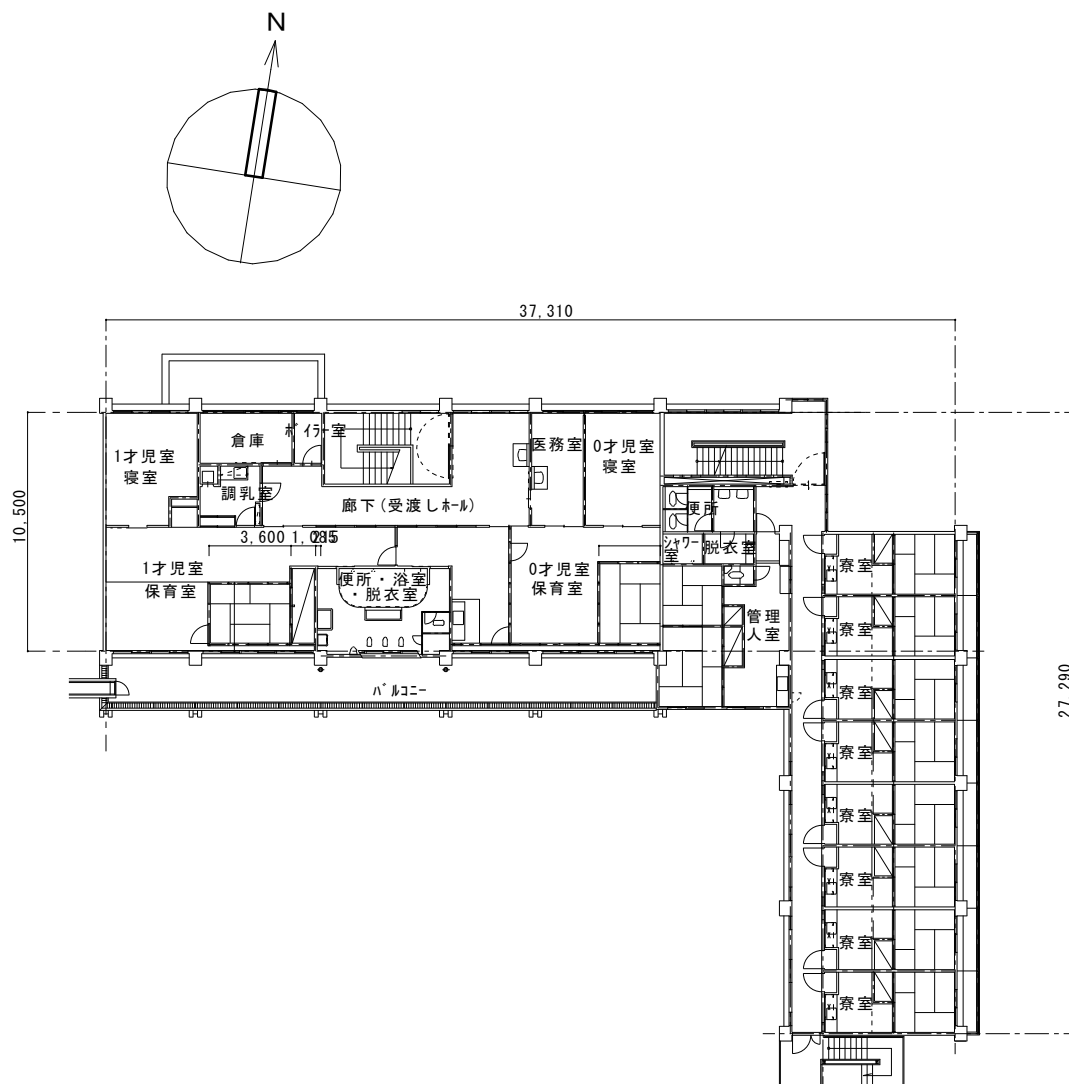 N
37,310
10,500
27,290
1才児室
寝室
倉庫
ボイラー室
医務室
0才児室
寝室
調乳室
廊下(受渡しホール)
便所
3,600
シャワー
室
脱衣室
1才児室
保育室
便所・浴室
・脱衣室
0才児室
保育室
管理
人室
バルコニー
寮室
寮室
寮室
寮室
寮室
寮室
寮室
寮室